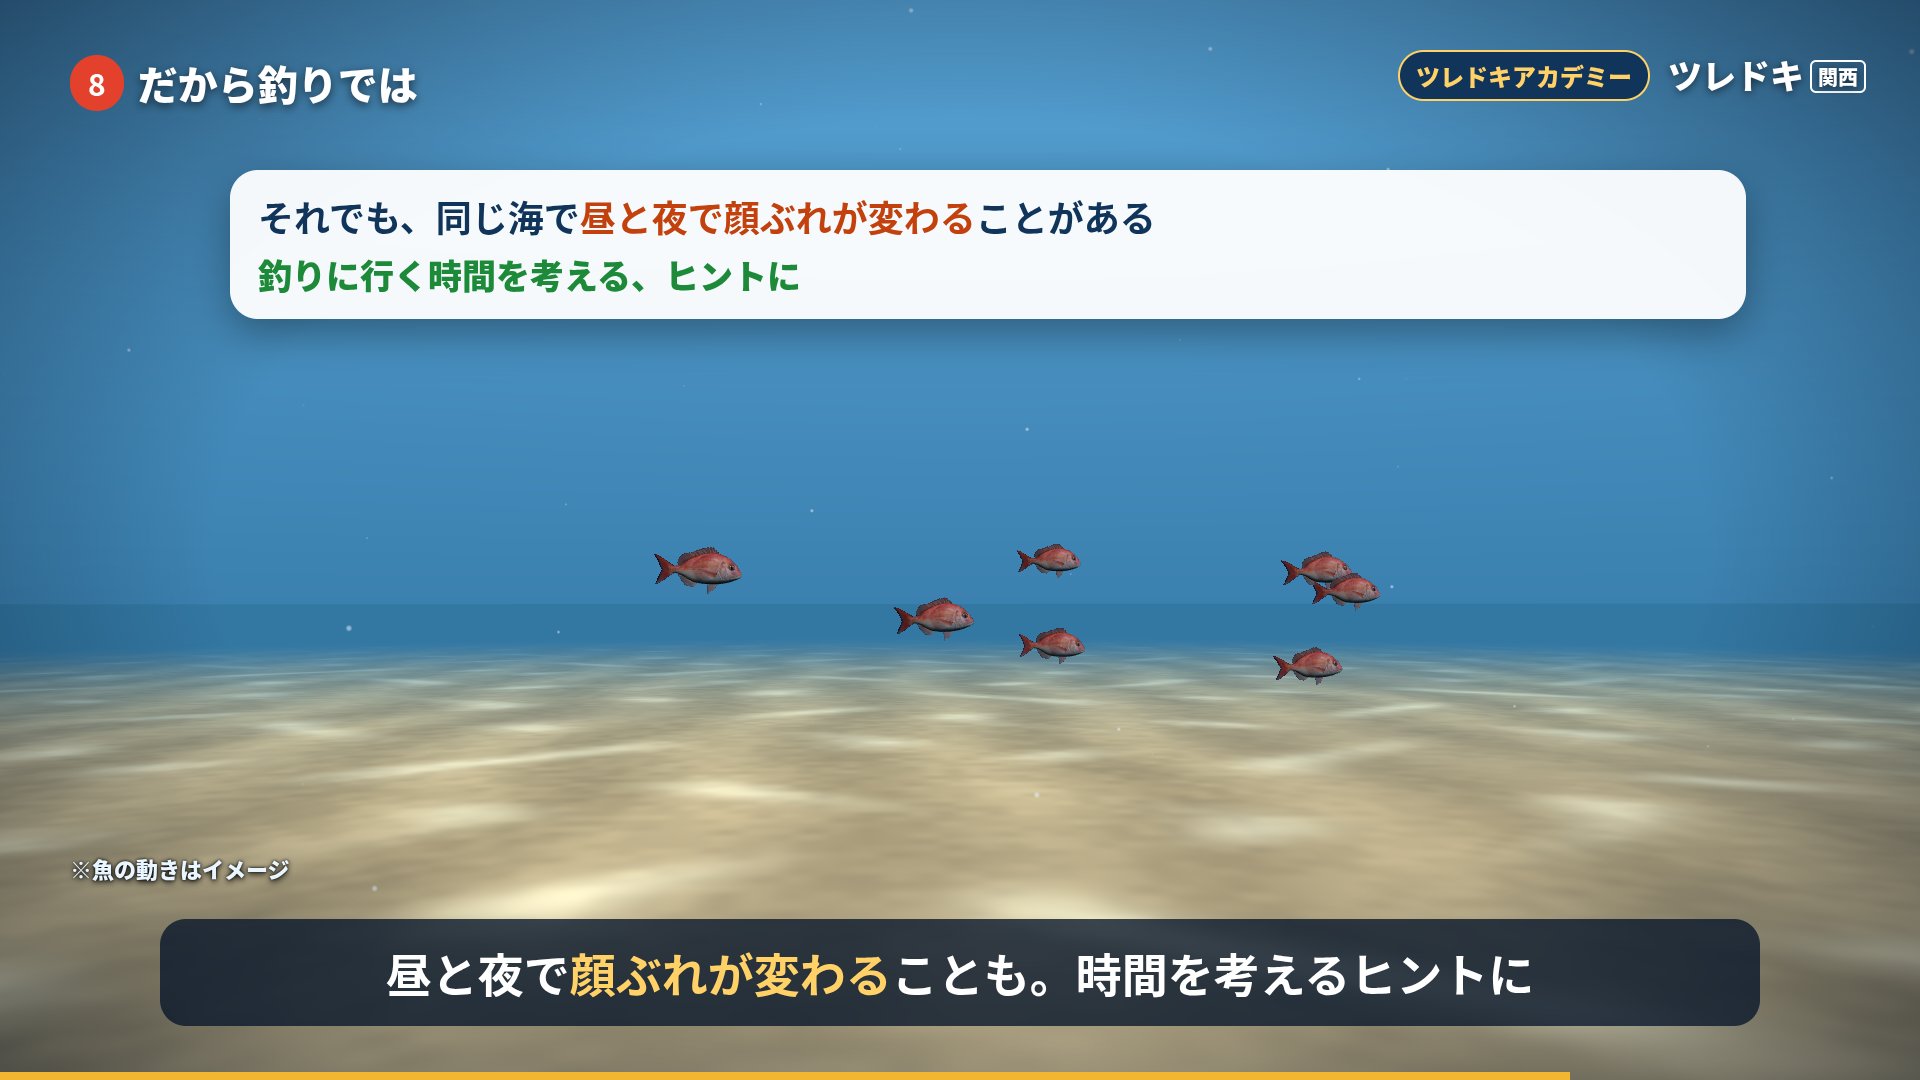 8 だから釣りでは
ツレドキアカデミー ツレドキ 関西
それでも、同じ海で昼と夜で顔ぶれが変わることがある
釣りに行く時間を考える、ヒントに
※魚の動きはイメージ
昼と夜で顔ぶれが変わることも。時間を考えるヒントに